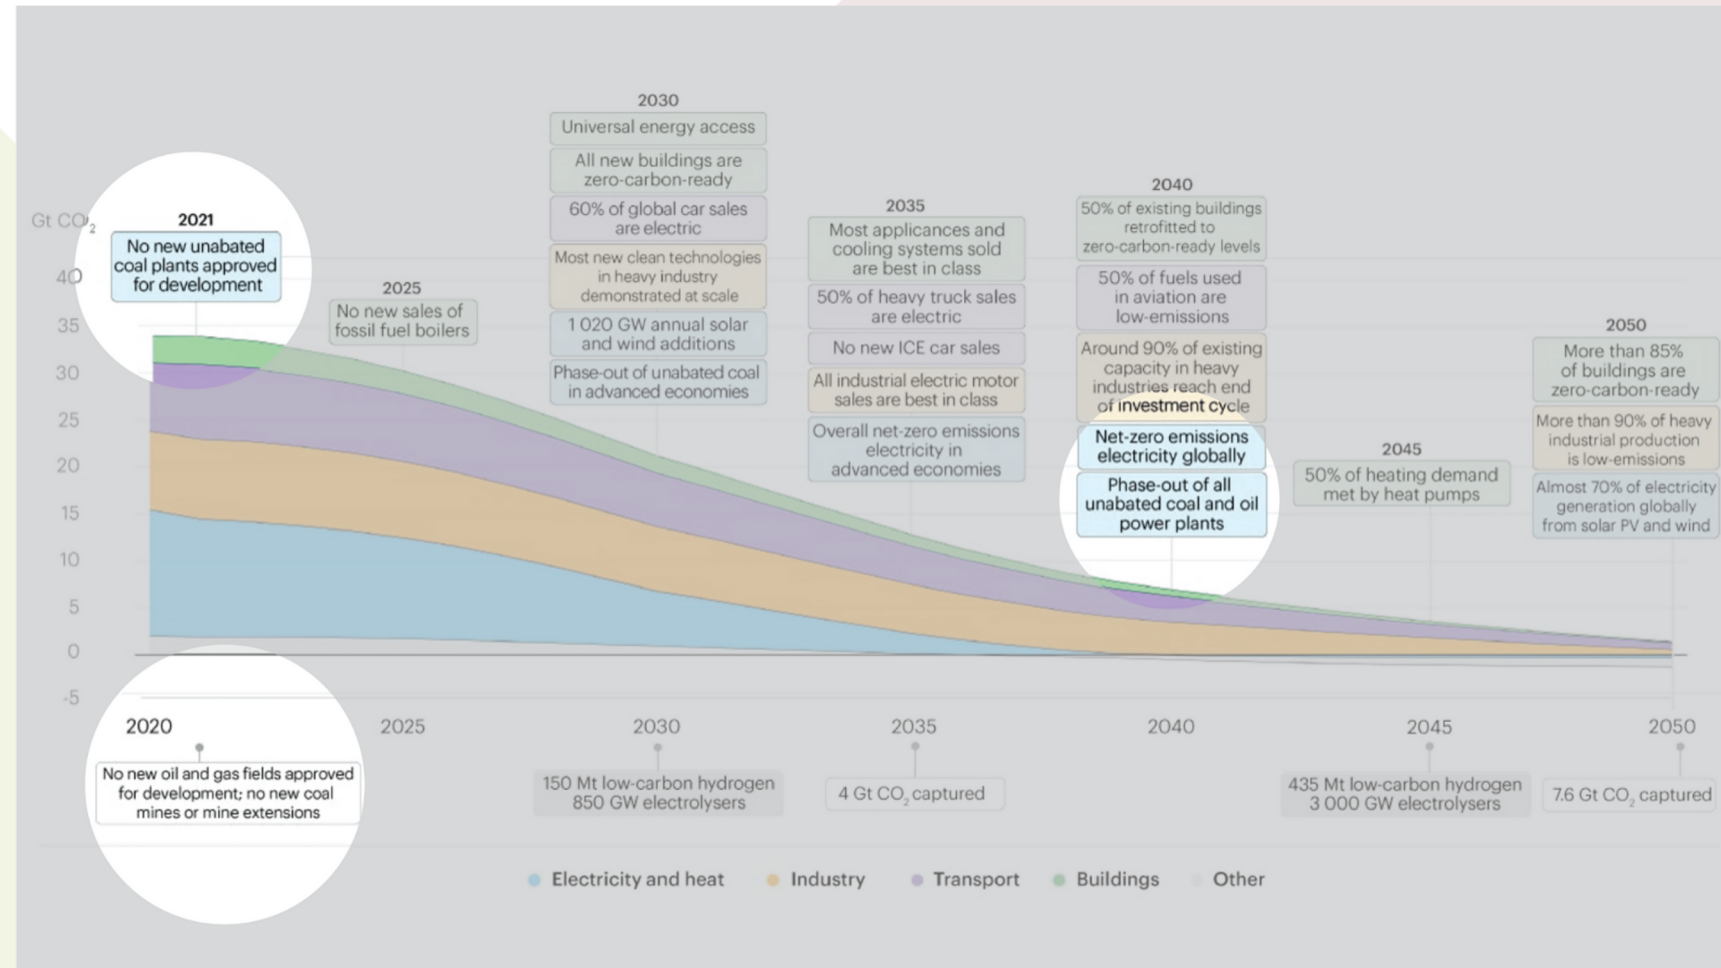 Gt CO₂
40
35
30
25
20
15
10
5
0
-5
2021
No new unabated
coal plants approved
for development
2025
No new sales of
fossil fuel boilers
2030
Universal energy access
All new buildings are
zero-carbon-ready
60% of global car sales
are electric
Most new clean technologies
in heavy industry
demonstrated at scale
1 020 GW annual solar
and wind additions
Phase-out of unabated coal
in advanced economies
2035
Most applicances and
cooling systems sold
are best in class
50% of heavy truck sales
are electric
No new ICE car sales
All industrial electric motor
sales are best in class
Overall net-zero emissions
electricity in
advanced economies
2040
50% of existing buildings
retrofitted to
zero-carbon-ready levels
50% of fuels used
in aviation are
low-emissions
Around 90% of existing
capacity in heavy
industries reach end
of investment cycle
Net-zero emissions
electricity globally
Phase-out of all
unabated coal and oil
power plants
2045
50% of heating demand
met by heat pumps
2050
More than 85%
of buildings are
zero-carbon-ready
More than 90% of heavy
industrial production
is low-emissions
Almost 70% of electricity
generation globally
from solar PV and wind
2020
2025
2030
2035
2040
2045
2050
No new oil and gas fields approved
for development; no new coal
mines or mine extensions
150 Mt low-carbon hydrogen
850 GW electrolysers
4 Gt CO₂ captured
435 Mt low-carbon hydrogen
3 000 GW electrolysers
7.6 Gt CO₂ captured
Electricity and heat
Industry
Transport
Buildings
Other